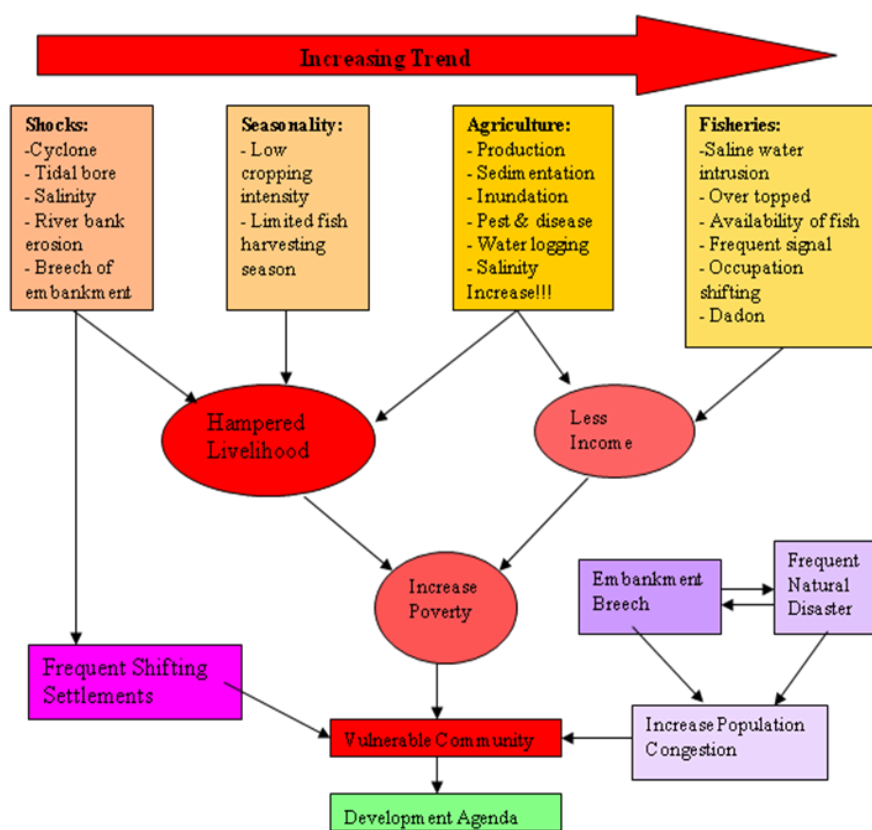 Increasing Trend
Shocks:
-Cyclone
- Tidal bore
- Salinity
- River bank
erosion
- Breech of
embankment
Seasonality:
- Low
cropping
intensity
- Limited fish
harvesting
season
Agriculture:
- Production
- Sedimentation
- Inundation
- Pest & disease
- Water logging
- Salinity
Increase!!!
Fisheries:
-Saline water
intrusion
- Over topped
- Availability of fish
- Frequent signal
- Occupation
shifting
- Dadon
Hampered
Livelihood
Less
Income
Increase
Poverty
Embankment
Breech
Frequent
Natural
Disaster
Frequent Shifting
Settlements
Vulnerable Community
Increase Population
Congestion
Development Agenda